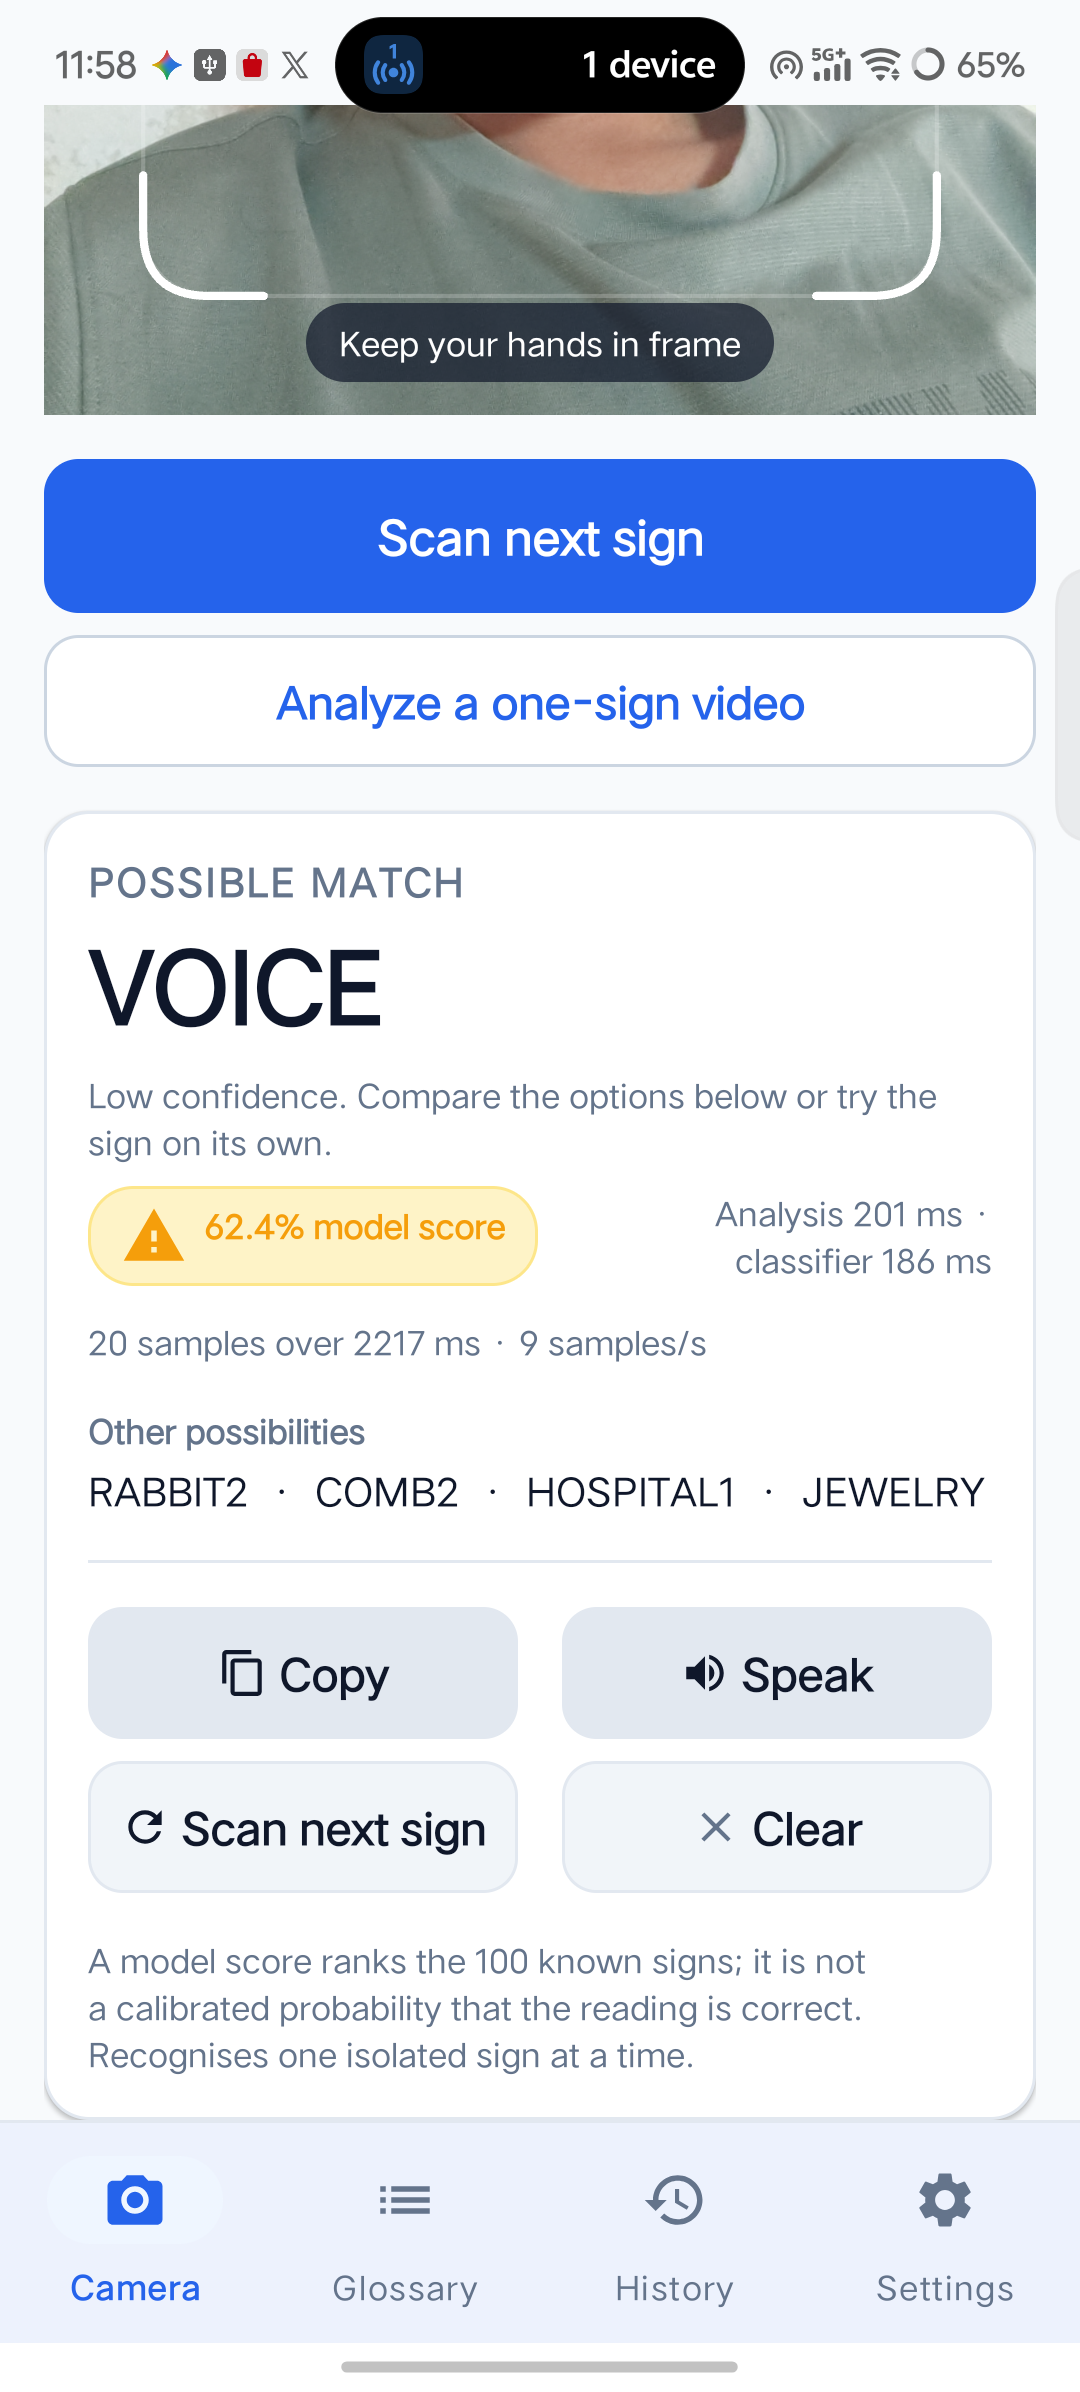 11:58
1
1 device
5G+
65%
Keep your hands in frame
Scan next sign
Analyze a one-sign video
POSSIBLE MATCH
VOICE
Low confidence. Compare the options below or try the
sign on its own.
62.4% model score
Analysis 201 ms ·
classifier 186 ms
20 samples over 2217 ms · 9 samples/s
Other possibilities
RABBIT2 · COMB2 · HOSPITAL1 · JEWELRY
Copy
Speak
Scan next sign
Clear
A model score ranks the 100 known signs; it is not
a calibrated probability that the reading is correct.
Recognises one isolated sign at a time.
Camera
Glossary
History
Settings